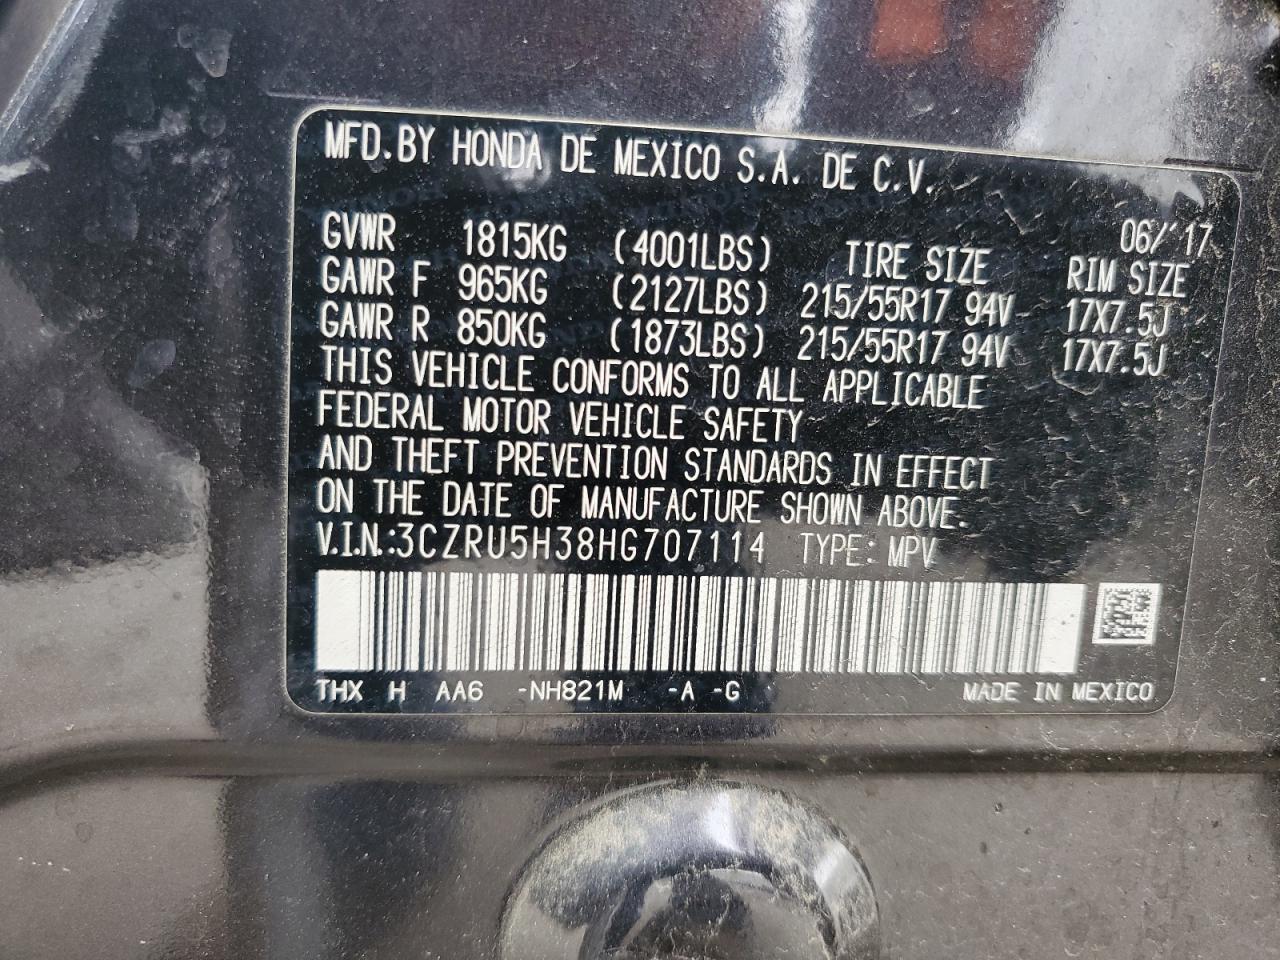 MFD.BY HONDA DE MEXICO S.A. DE C.V.
06/'17
GVWR 1815KG (4001LBS) TIRE SIZE RIM SIZE
GAWR F 965KG (2127LBS) 215/55R17 94V 17X7.5J
GAWR R 850KG (1873LBS) 215/55R17 94V 17X7.5J
THIS VEHICLE CONFORMS TO ALL APPLICABLE
FEDERAL MOTOR VEHICLE SAFETY
AND THEFT PREVENTION STANDARDS IN EFFECT
ON THE DATE OF MANUFACTURE SHOWN ABOVE.
V.I.N.:3CZRU5H38HG707114 TYPE: MPV
THX H AA6 -NH821M -A -G MADE IN MEXICO